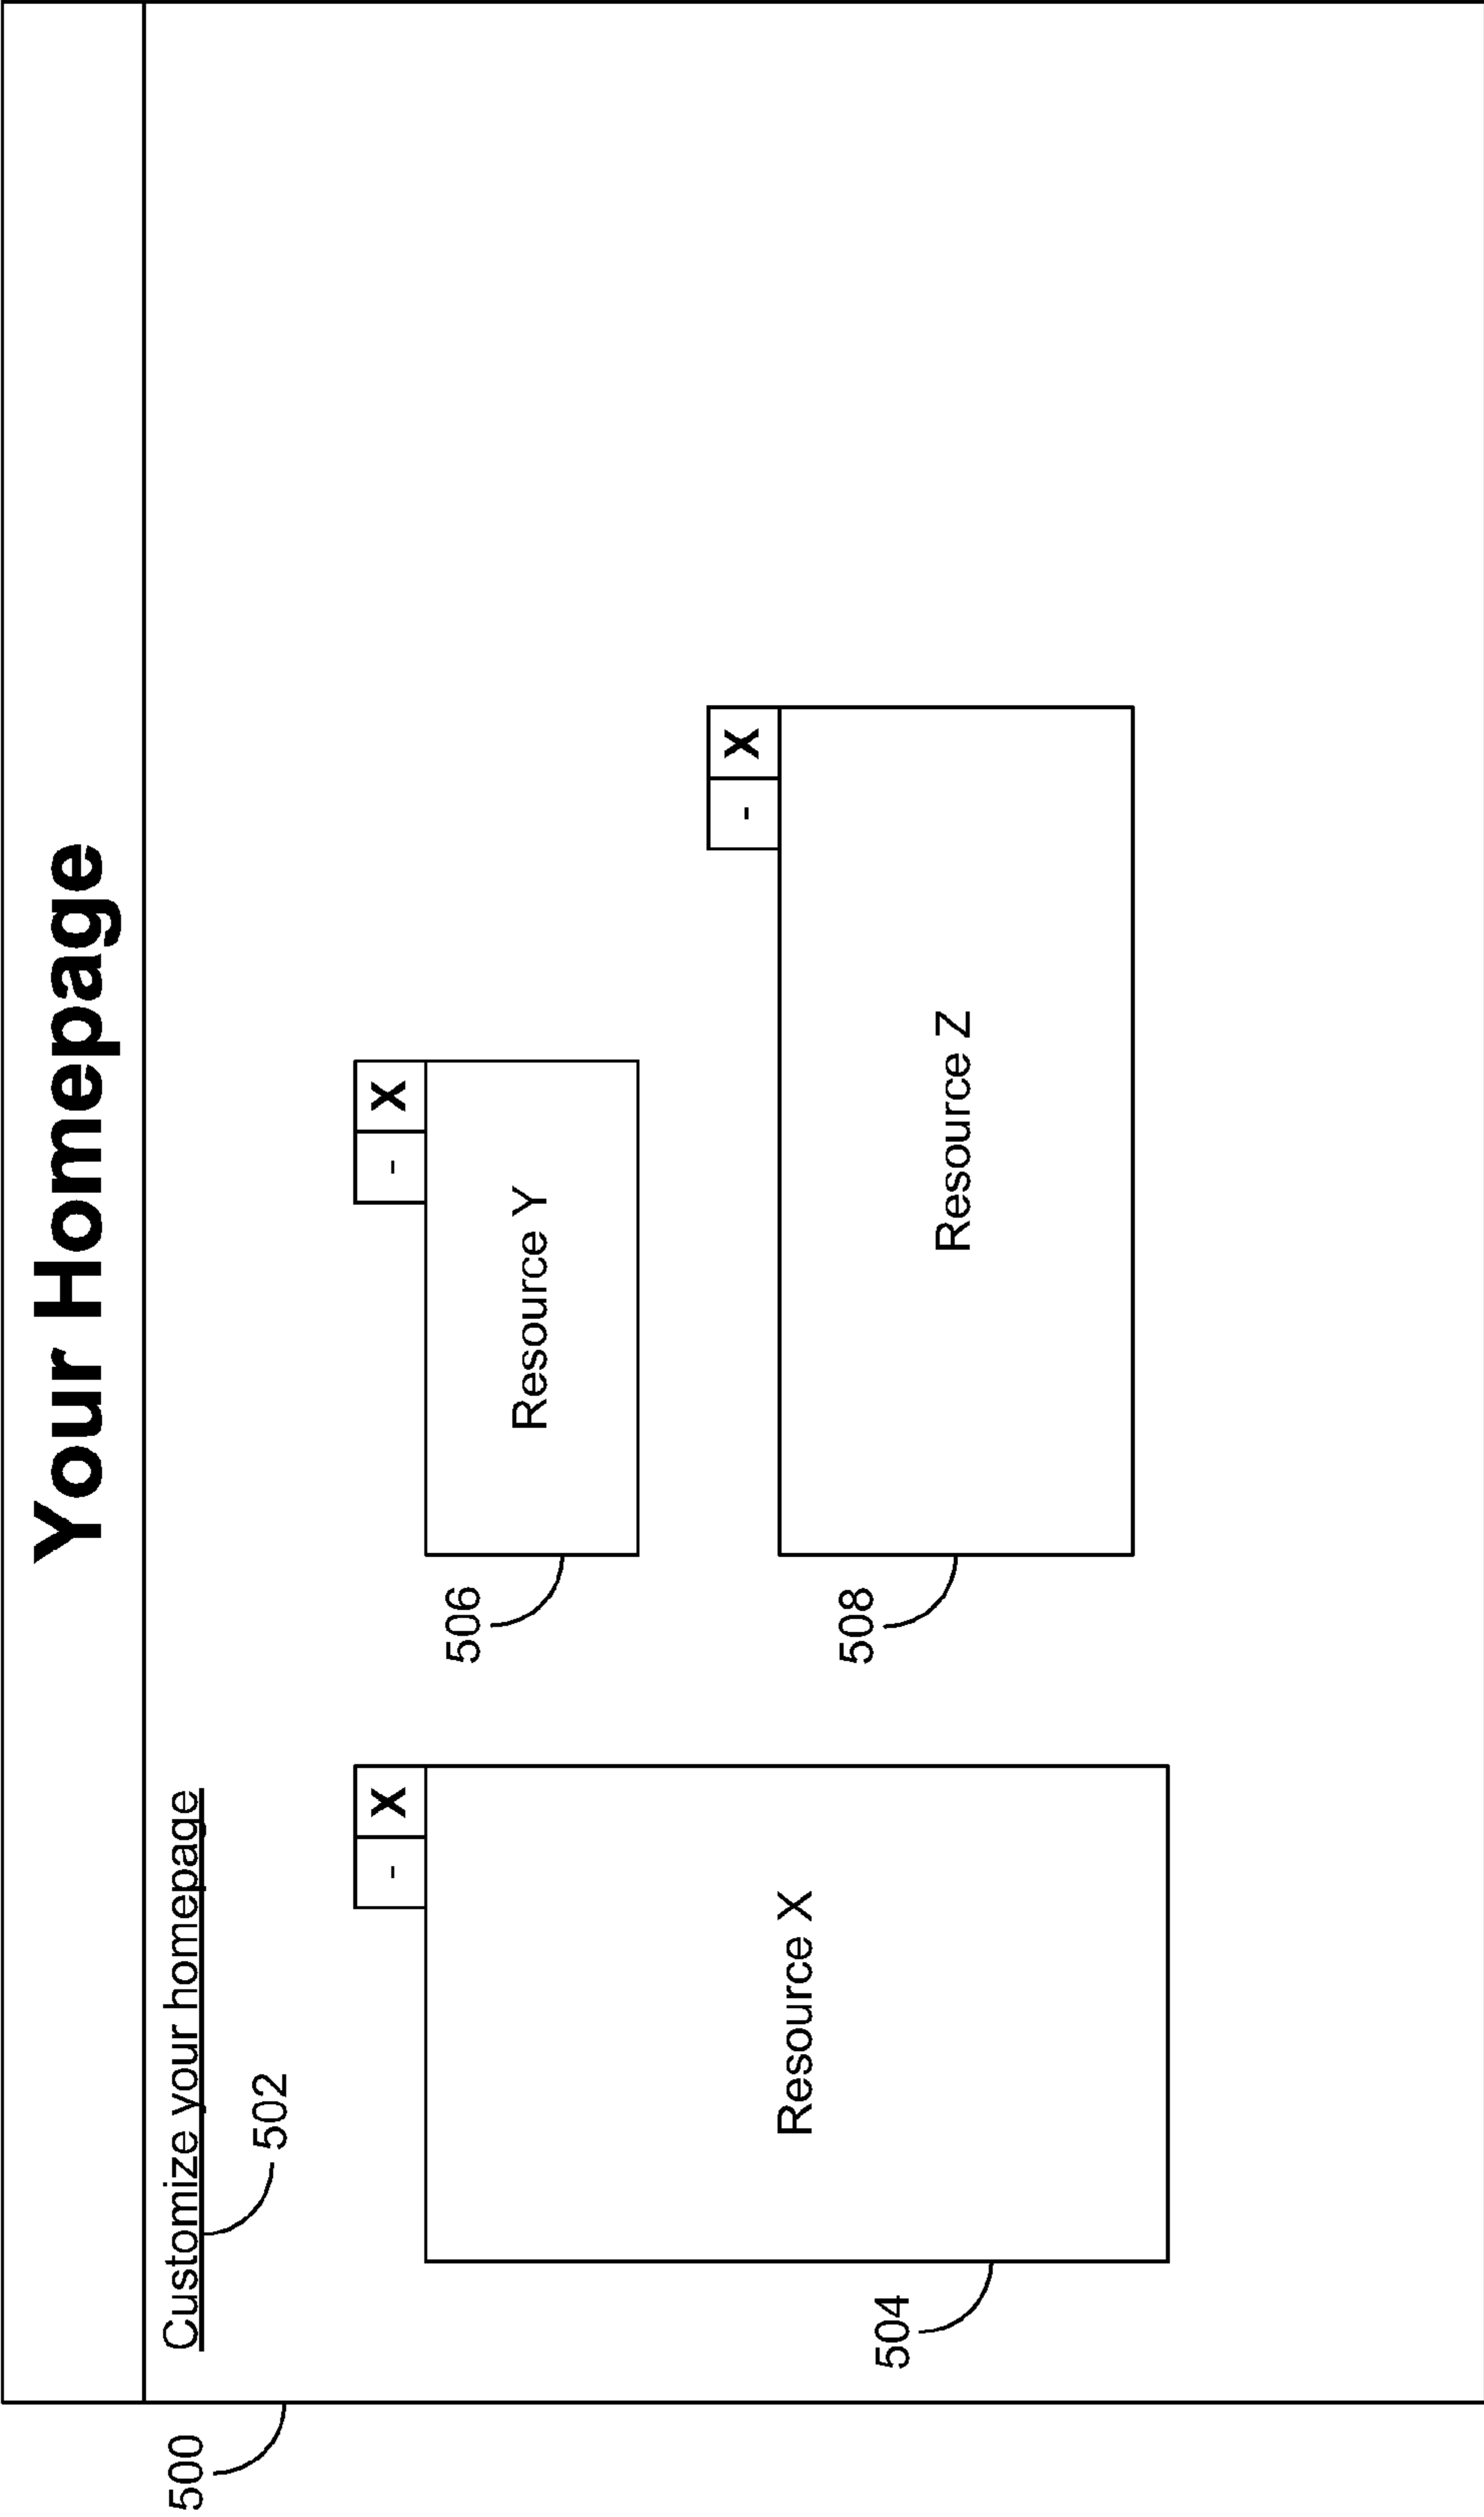 Your Homepage
500
Customize your homepage
502
- X
- X
504
Resource X
506
Resource Y
- X
508
Resource Z